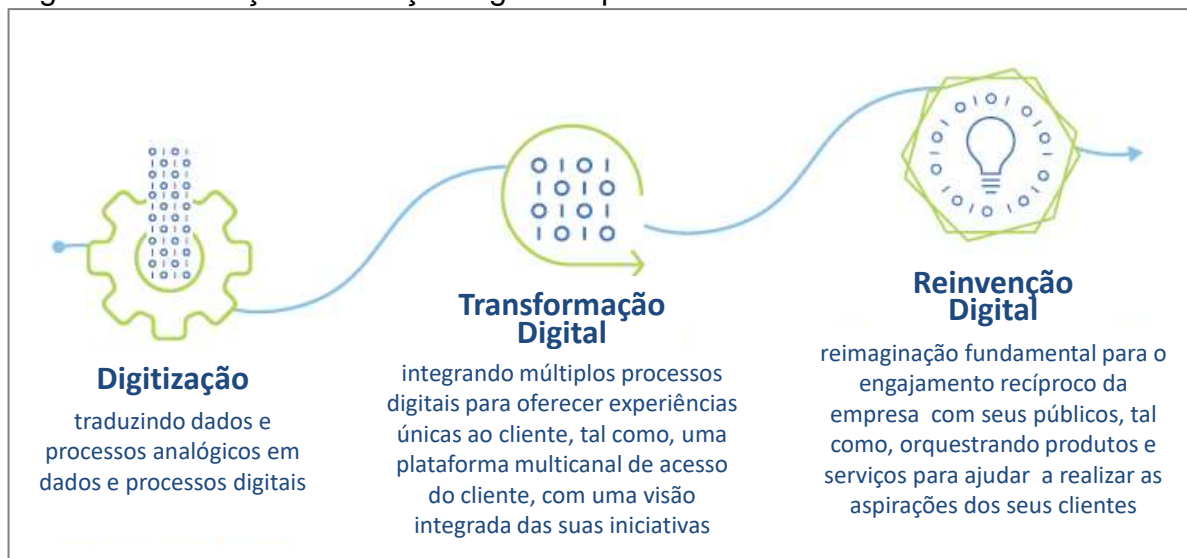 Digitização
traduzindo dados e
processos analógicos em
dados e processos digitais
Transformação
Digital
integrando múltiplos processos
digitais para oferecer experiências
únicas ao cliente, tal como, uma
plataforma multicanal de acesso
do cliente, com uma visão
integrada das suas iniciativas
Reinvenção
Digital
reimaginação fundamental para o
engajamento recíproco da
empresa com seus públicos, tal
como, orquestrando produtos e
serviços para ajudar a realizar as
aspirações dos seus clientes